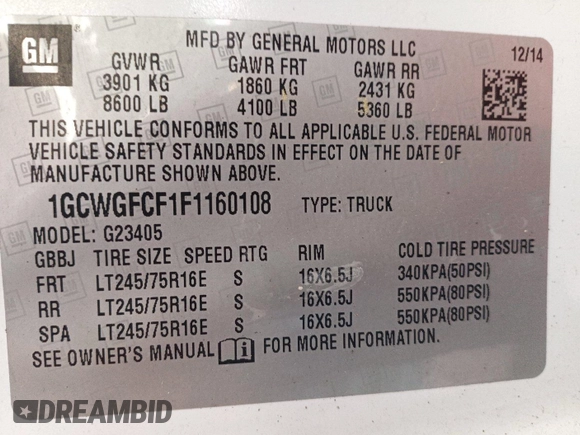 GM
MFD BY GENERAL MOTORS LLC
12/14
GVWR GAWR FRT GAWR RR
3901 KG 1860 KG 2431 KG
8600 LB 4100 LB 5360 LB
THIS VEHICLE CONFORMS TO ALL APPLICABLE U.S. FEDERAL MOTOR
VEHICLE SAFETY STANDARDS IN EFFECT ON THE DATE OF
MANUFACTURE SHOWN ABOVE.
1GCWGFCF1F1160108 TYPE: TRUCK
MODEL: G23405
GBBJ TIRE SIZE SPEED RTG RIM COLD TIRE PRESSURE
FRT LT245/75R16E S 16X6.5J 340KPA(50PSI)
RR LT245/75R16E S 16X6.5J 550KPA(80PSI)
SPA LT245/75R16E S 16X6.5J 550KPA(80PSI)
SEE OWNER'S MANUAL FOR MORE INFORMATION.
DREAMBID